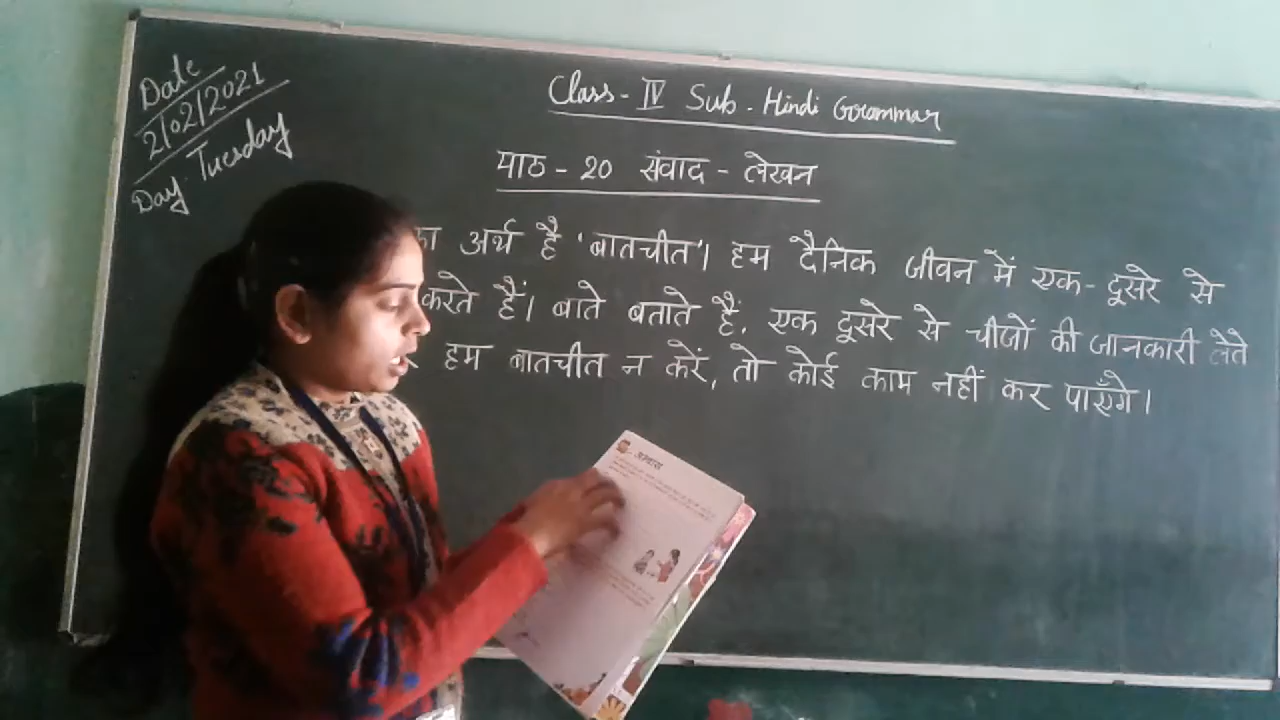 Date
2/02/2021
Day Tuesday
Class - IV Sub. Hindi Grammar
पाठ - 20 संवाद - लेखन
का अर्थ है 'बातचीत'। हम दैनिक जीवन में एक-दूसरे से
करते हैं। बाते बताते हैं, एक दूसरे से चीजों की जानकारी लेते
हम बातचीत न करें, तो कोई काम नहीं कर पाएँगे।
अभ्यास